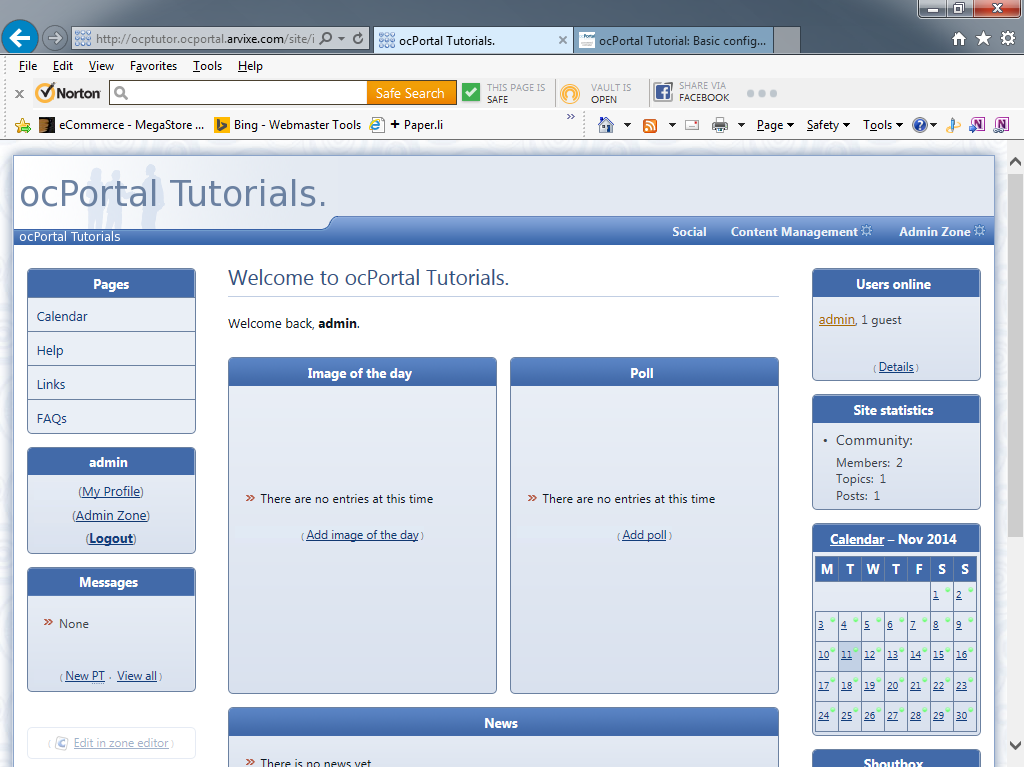 http://ocptutor.ocportal.arvixe.com/site/i
ocPortal Tutorials.
ocPortal Tutorial: Basic config...
File Edit View Favorites Tools Help
Norton
Safe Search
THIS PAGE IS
SAFE
VAULT IS
OPEN
SHARE VIA
FACEBOOK
eCommerce - MegaStore ...
Bing - Webmaster Tools
+ Paper.li
Page Safety Tools
ocPortal Tutorials.
ocPortal Tutorials
Social Content Management Admin Zone
Pages
Calendar
Help
Links
FAQs
admin
(My Profile)
(Admin Zone)
(Logout)
Messages
» None
( New PT · View all )
( Edit in zone editor )
Welcome to ocPortal Tutorials.
Welcome back, admin.
Image of the day
» There are no entries at this time
( Add image of the day )
Poll
» There are no entries at this time
( Add poll )
News
» There is no news yet
Users online
admin, 1 guest
( Details )
Site statistics
• Community:
Members: 2
Topics: 1
Posts: 1
Calendar – Nov 2014
M T W T F S S
1 2
3 4 5 6 7 8 9
10 11 12 13 14 15 16
17 18 19 20 21 22 23
24 25 26 27 28 29 30
Shoutbox